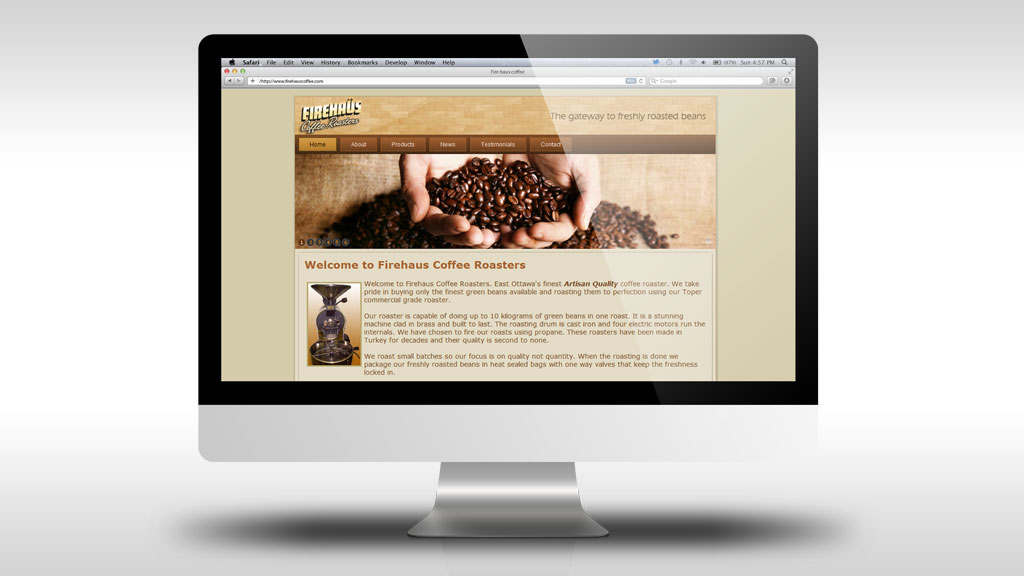 Safari File Edit View History Bookmarks Develop Window Help (67%) Sun 4:57 PM
Fire haus coffee
http://www.firehauscoffee.com Google
FIREHAÜS
Coffee Roasters
The gateway to freshly roasted beans
Home About Products News Testimonials Contact
1 2 3 4 5 6
Welcome to Firehaus Coffee Roasters
Welcome to Firehaus Coffee Roasters. East Ottawa's finest Artisan Quality coffee roaster. We take
pride in buying only the finest green beans available and roasting them to perfection using our Toper
commercial grade roaster.
Our roaster is capable of doing up to 10 kilograms of green beans in one roast. It is a stunning
machine clad in brass and built to last. The roasting drum is cast iron and four electric motors run the
internals. We have chosen to fire our roasts using propane. These roasters have been made in
Turkey for decades and their quality is second to none.
We roast small batches so our focus is on quality not quantity. When the roasting is done we
package our freshly roasted beans in heat sealed bags with one way valves that keep the freshness
locked in.